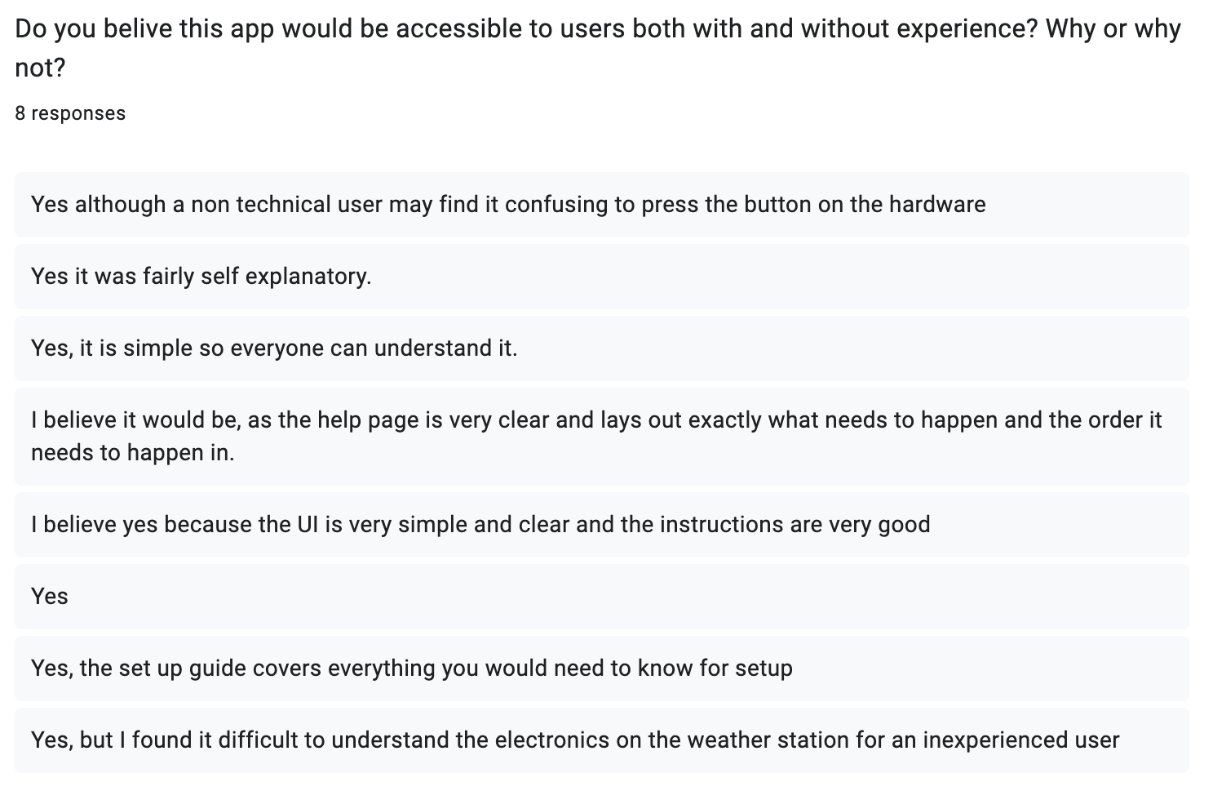 Do you belive this app would be accessible to users both with and without experience? Why or why
not?
8 responses
Yes although a non technical user may find it confusing to press the button on the hardware
Yes it was fairly self explanatory.
Yes, it is simple so everyone can understand it.
I believe it would be, as the help page is very clear and lays out exactly what needs to happen and the order it
needs to happen in.
I believe yes because the UI is very simple and clear and the instructions are very good
Yes
Yes, the set up guide covers everything you would need to know for setup
Yes, but I found it difficult to understand the electronics on the weather station for an inexperienced user